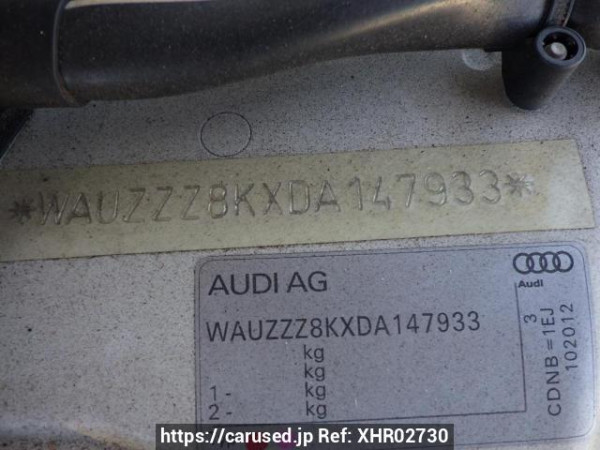 *WAUZZZ8KXDA147933*
AUDI AG
Audi
WAUZZZ8KXDA147933
kg
kg
1- kg
2- kg
3
CDNB=1EJ
102012
https://carused.jp Ref: XHR02730